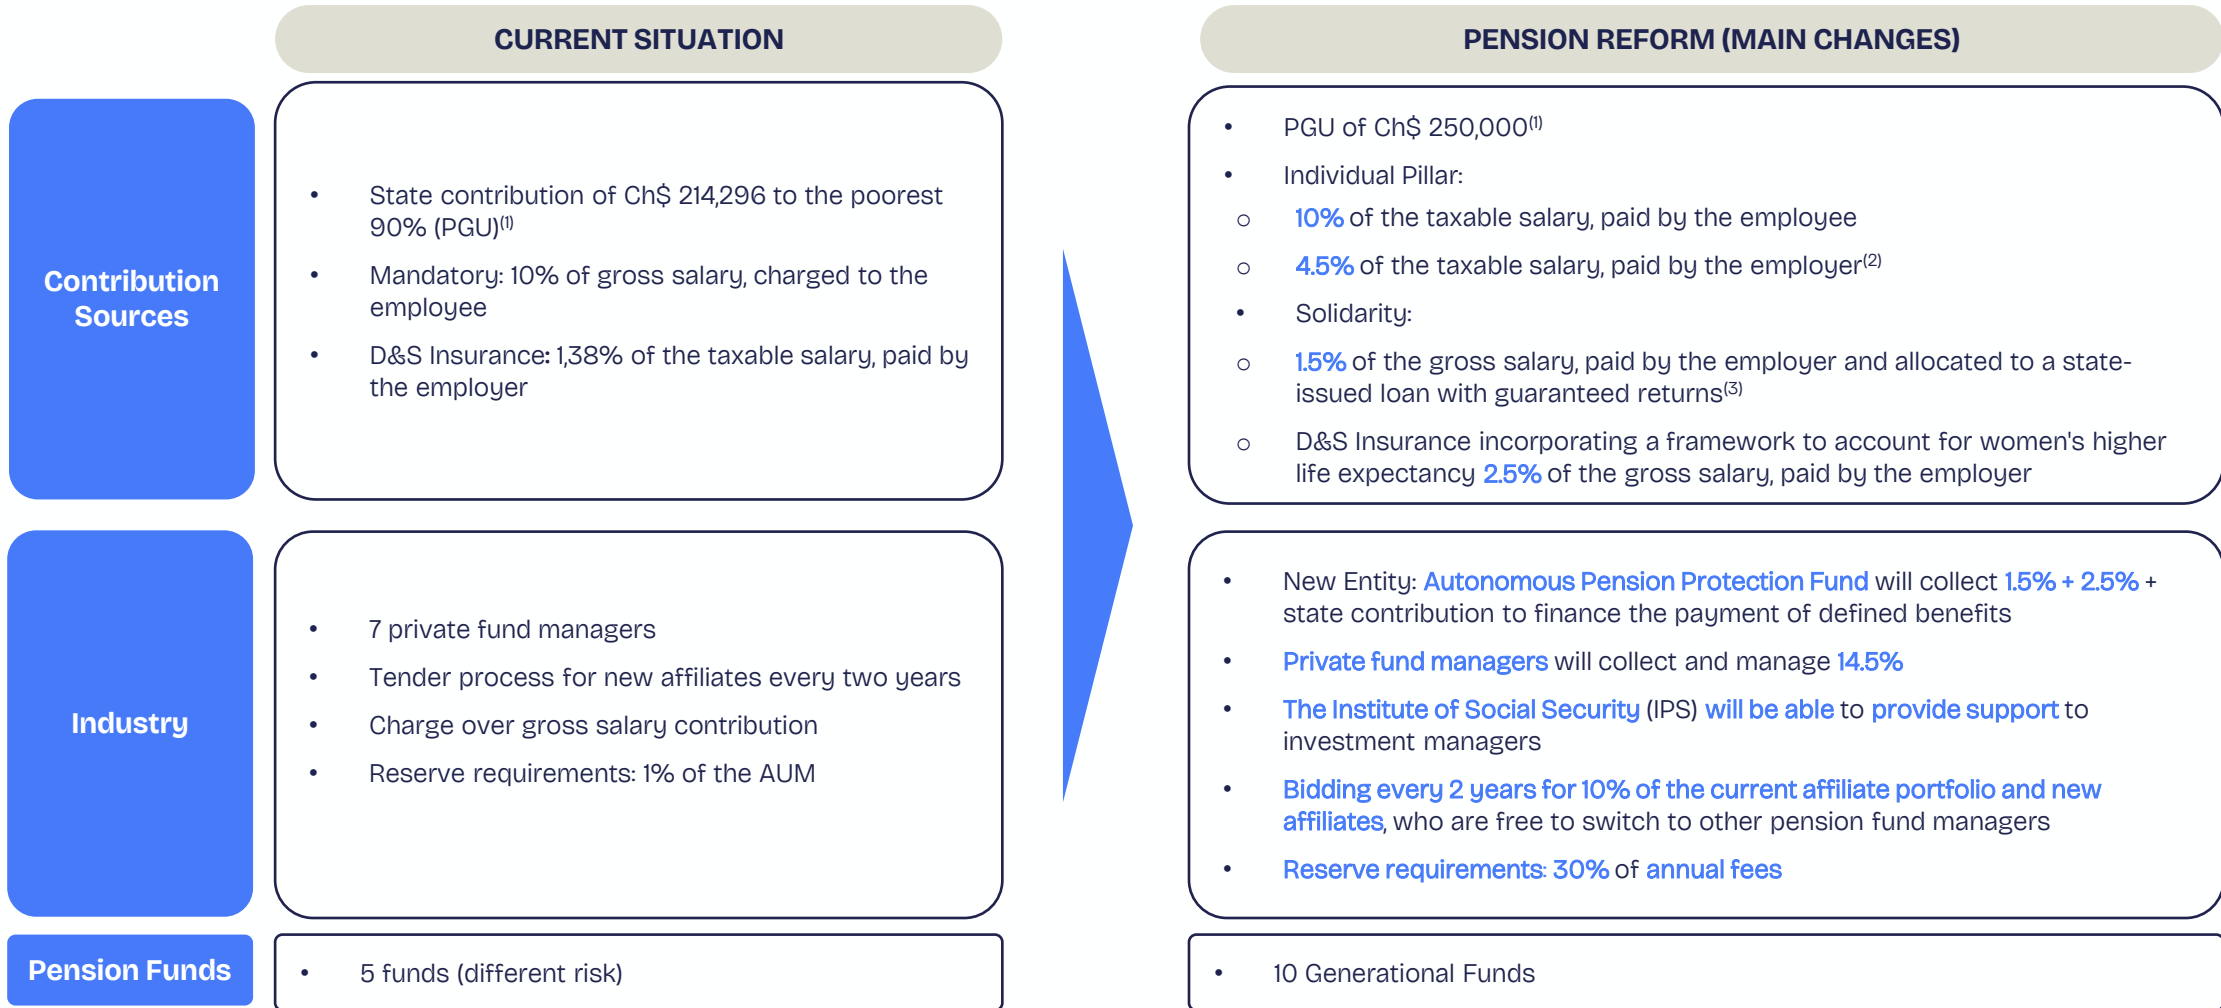 CURRENT SITUATION
PENSION REFORM (MAIN CHANGES)
Contribution
Sources
• State contribution of Ch$ 214,296 to the poorest
90% (PGU)(1)
• Mandatory: 10% of gross salary, charged to the
employee
• D&S Insurance: 1,38% of the taxable salary, paid by
the employer
• PGU of Ch$ 250,000(1)
• Individual Pillar:
o 10% of the taxable salary, paid by the employee
o 4.5% of the taxable salary, paid by the employer(2)
• Solidarity:
o 1.5% of the gross salary, paid by the employer and allocated to a state-
issued loan with guaranteed returns(3)
o D&S Insurance incorporating a framework to account for women's higher
life expectancy 2.5% of the gross salary, paid by the employer
Industry
• 7 private fund managers
• Tender process for new affiliates every two years
• Charge over gross salary contribution
• Reserve requirements: 1% of the AUM
• New Entity: Autonomous Pension Protection Fund will collect 1.5% + 2.5% +
state contribution to finance the payment of defined benefits
• Private fund managers will collect and manage 14.5%
• The Institute of Social Security (IPS) will be able to provide support to
investment managers
• Bidding every 2 years for 10% of the current affiliate portfolio and new
affiliates, who are free to switch to other pension fund managers
• Reserve requirements: 30% of annual fees
Pension Funds
• 5 funds (different risk)
• 10 Generational Funds